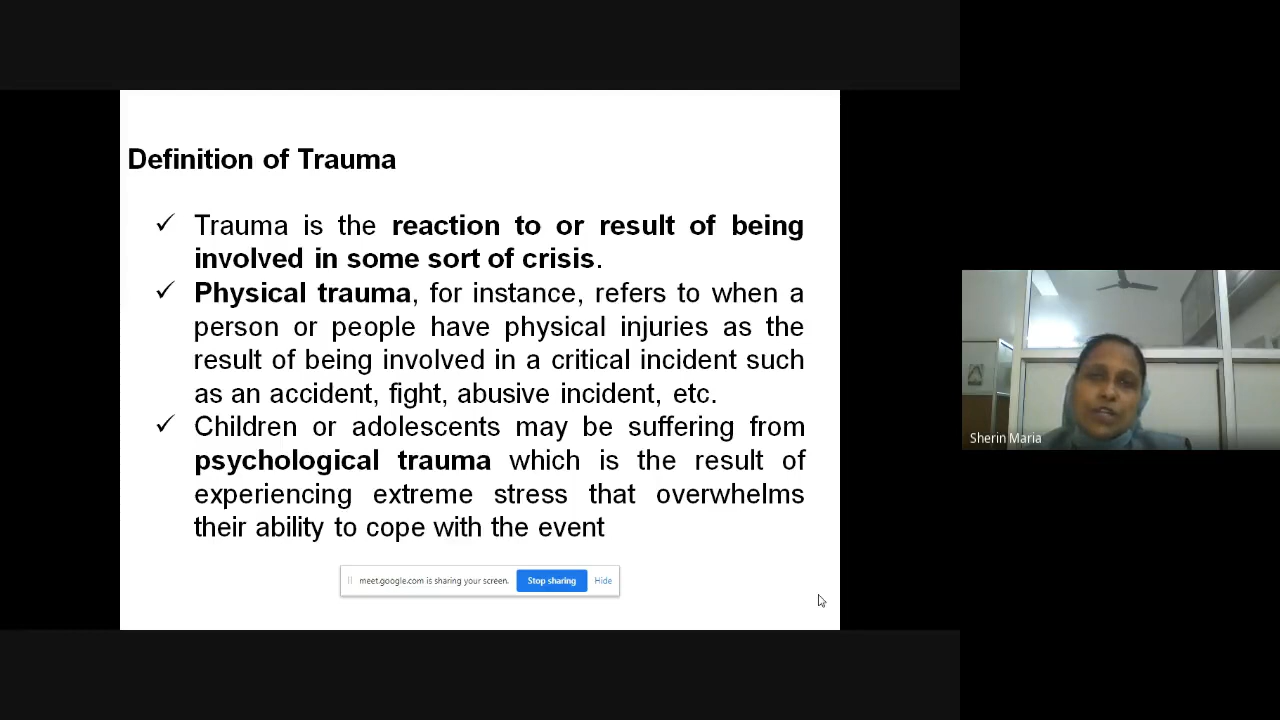 Definition of Trauma
✓ Trauma is the reaction to or result of being
involved in some sort of crisis.
✓ Physical trauma, for instance, refers to when a
person or people have physical injuries as the
result of being involved in a critical incident such
as an accident, fight, abusive incident, etc.
✓ Children or adolescents may be suffering from
psychological trauma which is the result of
experiencing extreme stress that overwhelms
their ability to cope with the event
meet.google.com is sharing your screen. Stop sharing Hide
Sherin Maria